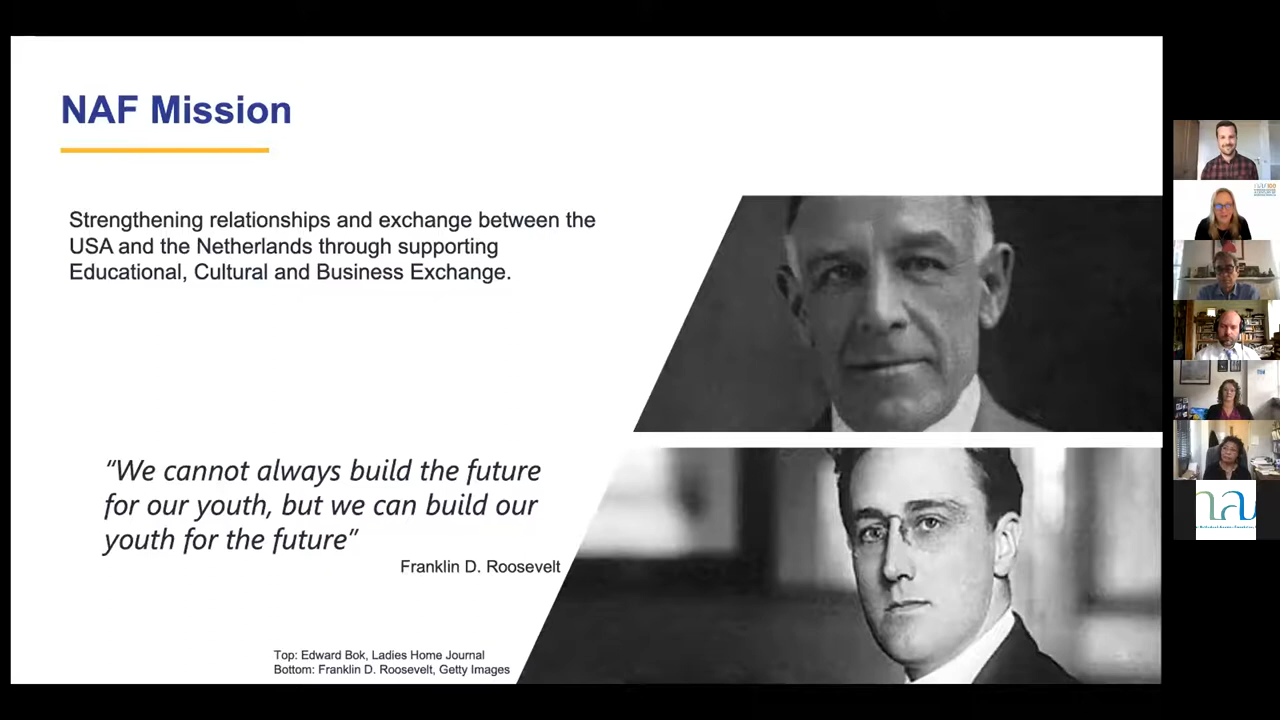 NAF Mission
Strengthening relationships and exchange between the
USA and the Netherlands through supporting
Educational, Cultural and Business Exchange.
“We cannot always build the future
for our youth, but we can build our
youth for the future”
Franklin D. Roosevelt
Top: Edward Bok, Ladies Home Journal
Bottom: Franklin D. Roosevelt, Getty Images